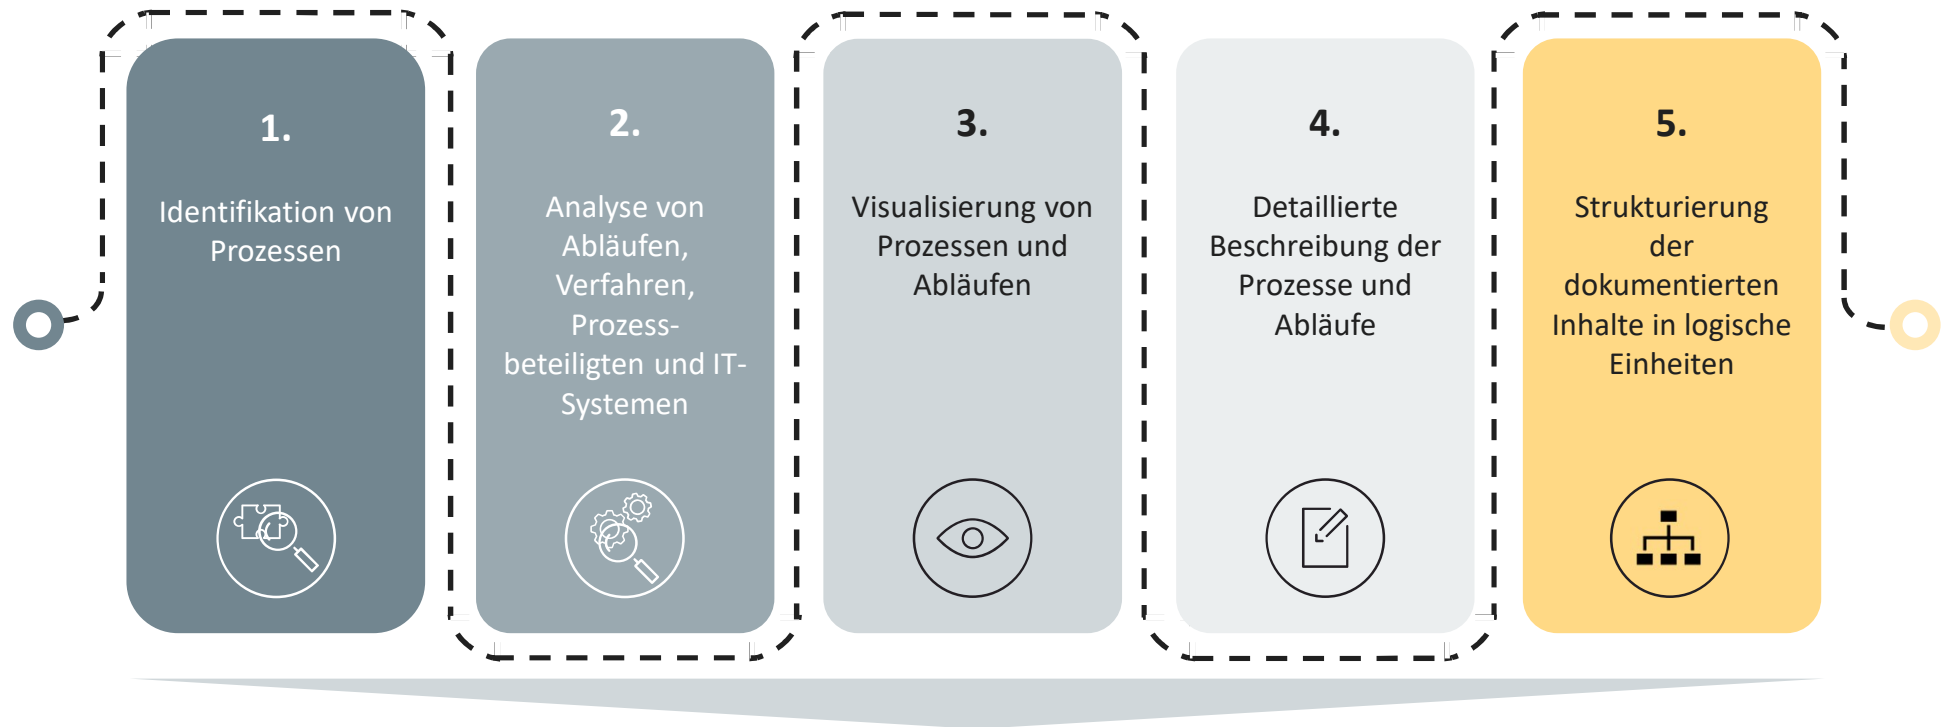 1.
Identifikation von
Prozessen
2.
Analyse von
Abläufen,
Verfahren,
Prozess-
beteiligten und IT-
Systemen
3.
Visualisierung von
Prozessen und
Abläufen
4.
Detaillierte
Beschreibung der
Prozesse und
Abläufe
5.
Strukturierung
der
dokumentierten
Inhalte in logische
Einheiten